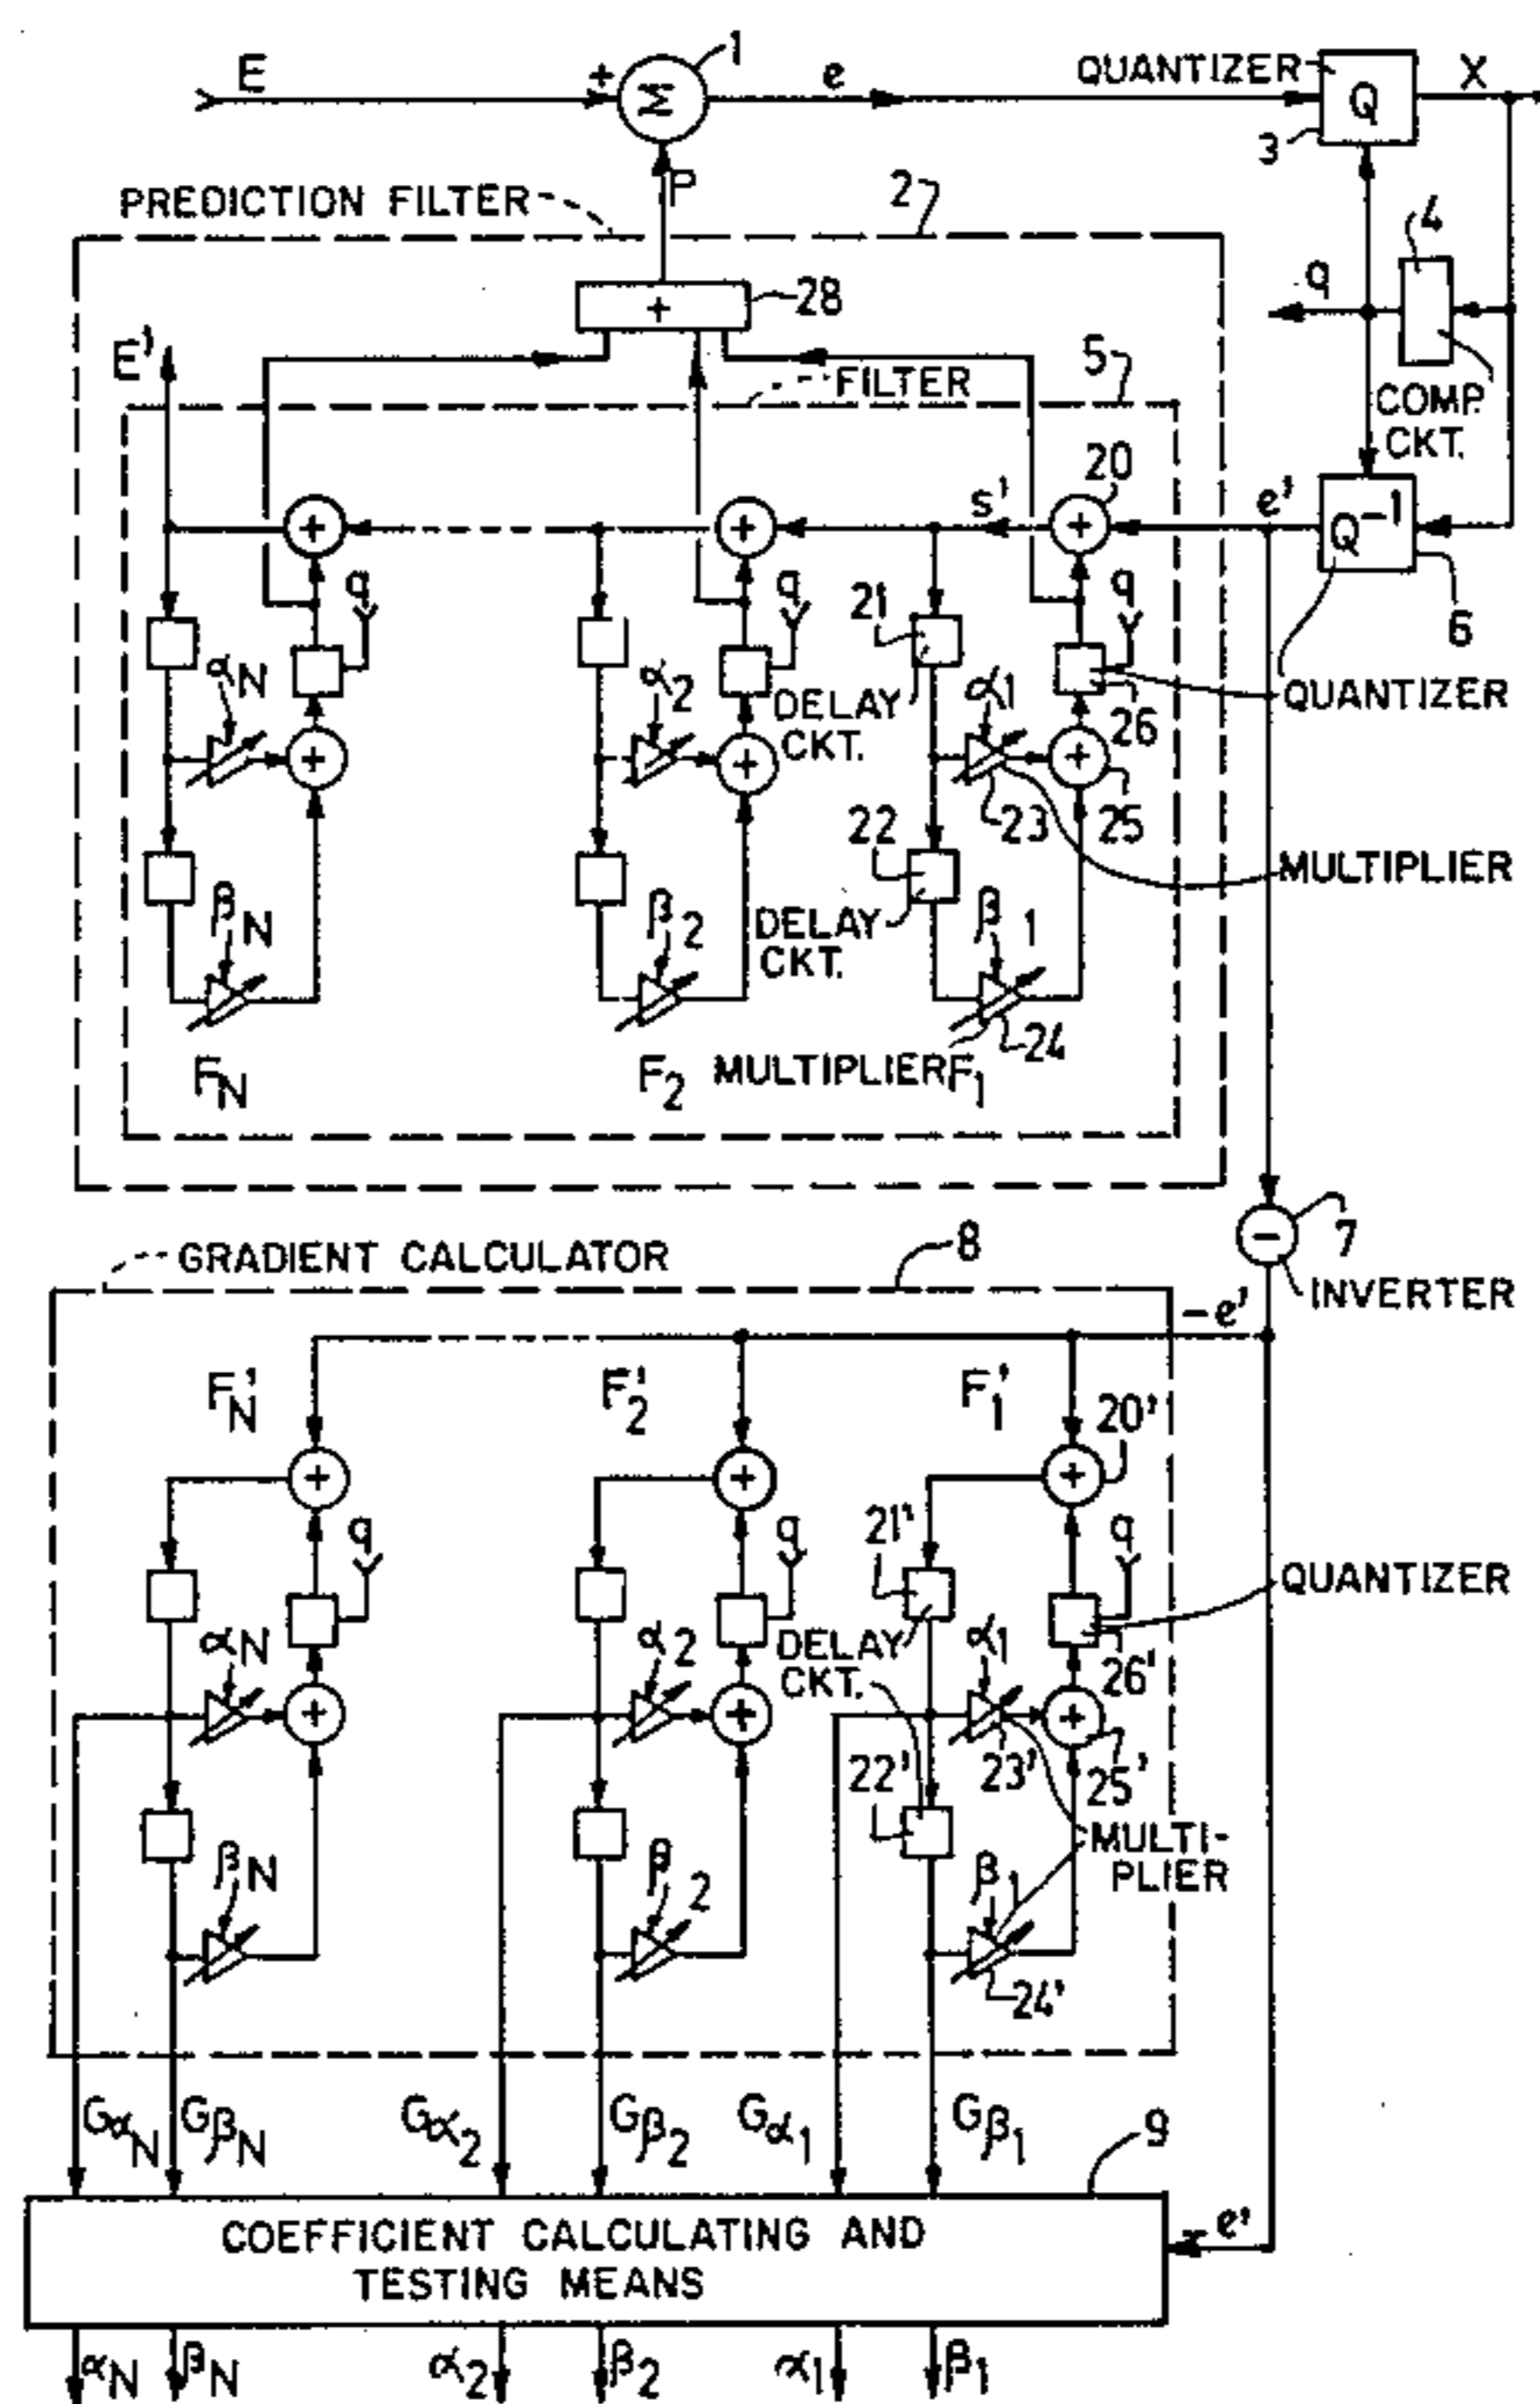 E
+
Σ
1
e
QUANTIZER
Q
X
3
P
PREDICTION FILTER
2
4
q
+
28
E'
FILTER
5
COMP.
CKT.
20
+
+
s'
+
e'
Q⁻¹
q
q
21
q
6
αN
α2
DELAY
CKT.
α1
QUANTIZER
26
+
+
+
22
23
25
MULTIPLIER
βN
β2
DELAY
CKT.
β1
24
FN
F2
MULTIPLIER
F1
-
7
GRADIENT CALCULATOR
8
INVERTER
-e'
F'N
F'2
F'1
20'
+
+
+
q
q
21'
q
QUANTIZER
αN
α2
DELAY
CKT.
α1
26'
+
+
+
22'
23'
25'
βN
β2
β1
MULTI-
PLIER
24'
GαN
GβN
Gα2
Gβ2
Gα1
Gβ1
9
COEFFICIENT CALCULATING AND
TESTING MEANS
-e'
αN
βN
α2
β2
α1
β1